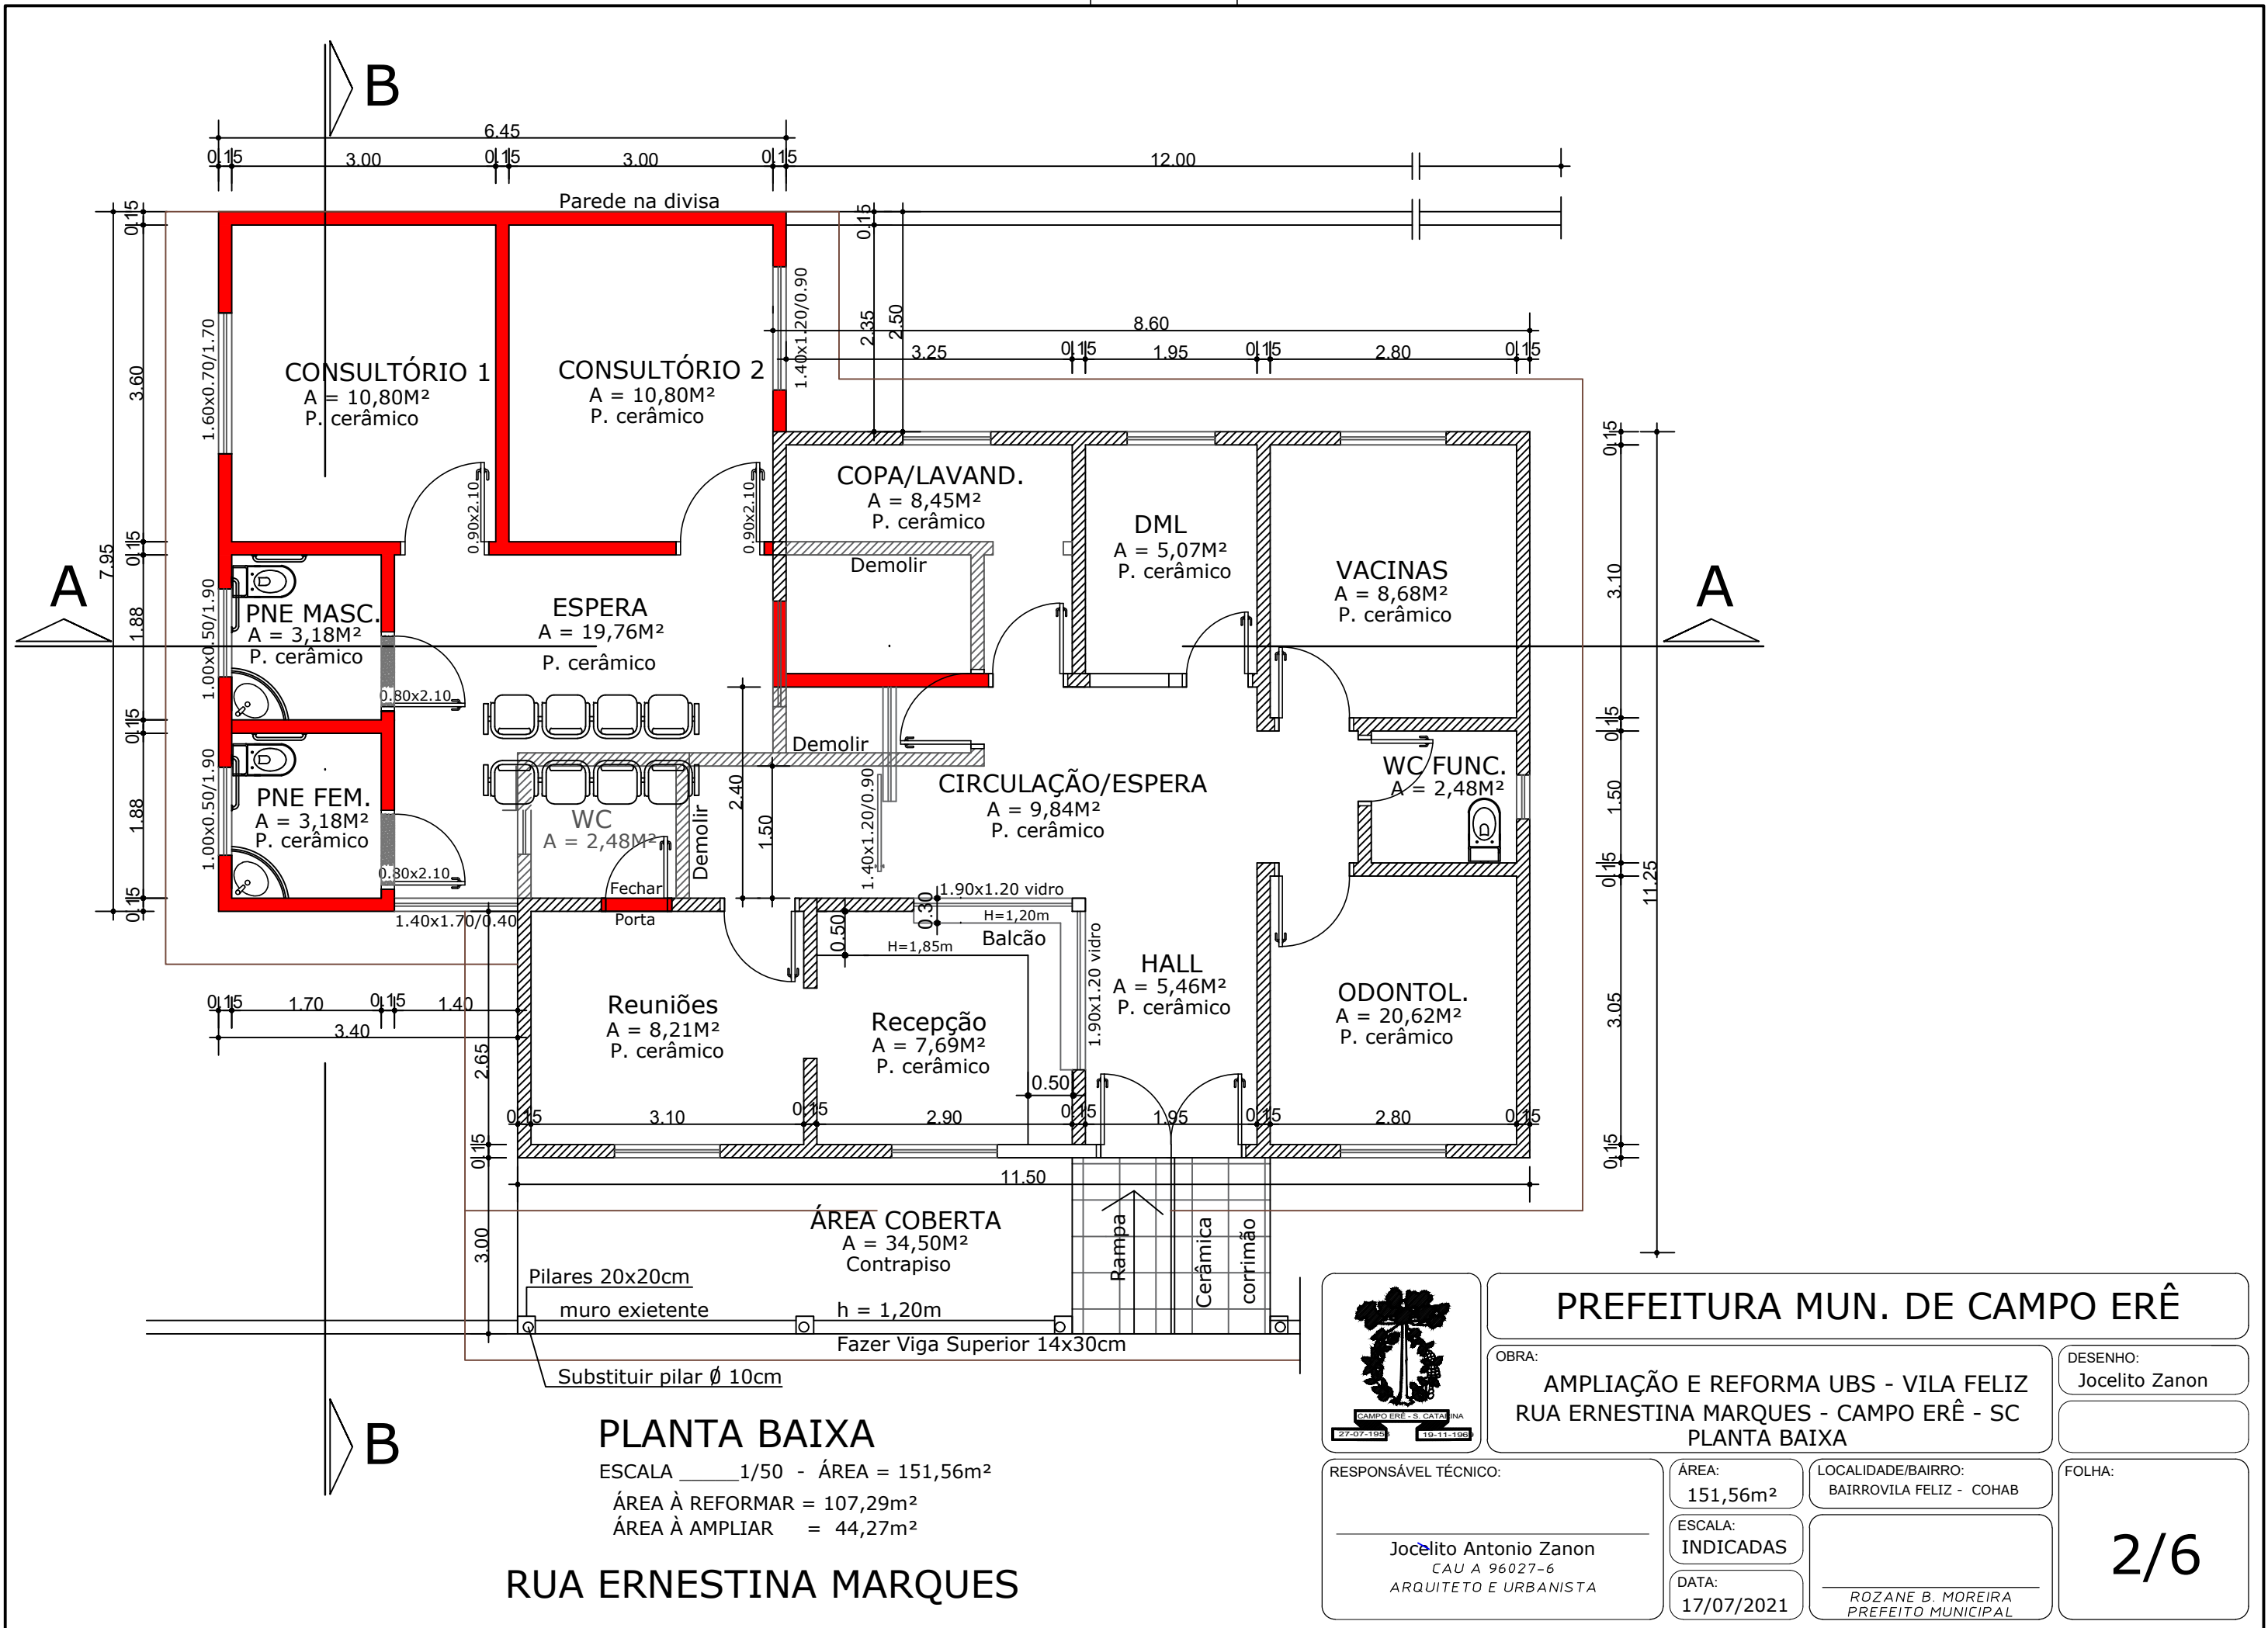 B
6.45
0.15
3.00
0.15
3.00
0.15
12.00
Parede na divisa
0.15
3.60
0.15
1.88
0.15
1.88
0.15
7.95
1.60x0.70/1.70
1.00x0.50/1.90
1.00x0.50/1.90
CONSULTÓRIO 1
A = 10,80M²
P. cerâmico
CONSULTÓRIO 2
A = 10,80M²
P. cerâmico
0.90x2.10
0.90x2.10
1.40x1.20/0.90
0.15
2.35
2.50
8.60
3.25
0.15
1.95
0.15
2.80
0.15
COPA/LAVAND.
A = 8,45M²
P. cerâmico
Demolir
DML
A = 5,07M²
P. cerâmico
VACINAS
A = 8,68M²
P. cerâmico
A
A
PNE MASC.
A = 3,18M²
P. cerâmico
0.80x2.10
ESPERA
A = 19,76M²
P. cerâmico
PNE FEM.
A = 3,18M²
P. cerâmico
0.80x2.10
WC
A = 2,48M²
Demolir
Demolir
2.40
1.50
1.40x1.20/0.90
Fechar
Porta
CIRCULAÇÃO/ESPERA
A = 9,84M²
P. cerâmico
WC FUNC.
A = 2,48M²
0.15
3.10
0.15
1.50
0.15
3.05
0.15
11.25
1.40x1.70/0.40
1.90x1.20 vidro
0.30
H=1,20m
Balcão
0.50
H=1,85m
1.90x1.20 vidro
HALL
A = 5,46M²
P. cerâmico
ODONTOL.
A = 20,62M²
P. cerâmico
Reuniões
A = 8,21M²
P. cerâmico
Recepção
A = 7,69M²
P. cerâmico
0.50
0.15
1.70
0.15
1.40
3.40
2.65
0.15
3.00
0.15
3.10
0.15
2.90
0.15
1.95
0.15
2.80
0.15
11.50
ÁREA COBERTA
A = 34,50M²
Contrapiso
Rampa
Cerâmica
corrimão
Pilares 20x20cm
muro exietente
h = 1,20m
Fazer Viga Superior 14x30cm
Substituir pilar Ø 10cm
B
PLANTA BAIXA
ESCALA _____1/50 - ÁREA = 151,56m²
ÁREA À REFORMAR = 107,29m²
ÁREA À AMPLIAR = 44,27m²
RUA ERNESTINA MARQUES
CAMPO ERÊ - S. CATARINA
PREFEITURA MUN. DE CAMPO ERÊ
OBRA:
AMPLIAÇÃO E REFORMA UBS - VILA FELIZ
RUA ERNESTINA MARQUES - CAMPO ERÊ - SC
PLANTA BAIXA
DESENHO:
Jocelito Zanon
RESPONSÁVEL TÉCNICO:
Jocelito Antonio Zanon
CAU A 96027-6
ARQUITETO E URBANISTA
ÁREA:
151,56m²
ESCALA:
INDICADAS
DATA:
17/07/2021
LOCALIDADE/BAIRRO:
BAIRROVILA FELIZ - COHAB
ROZANE B. MOREIRA
PREFEITO MUNICIPAL
FOLHA:
2/6